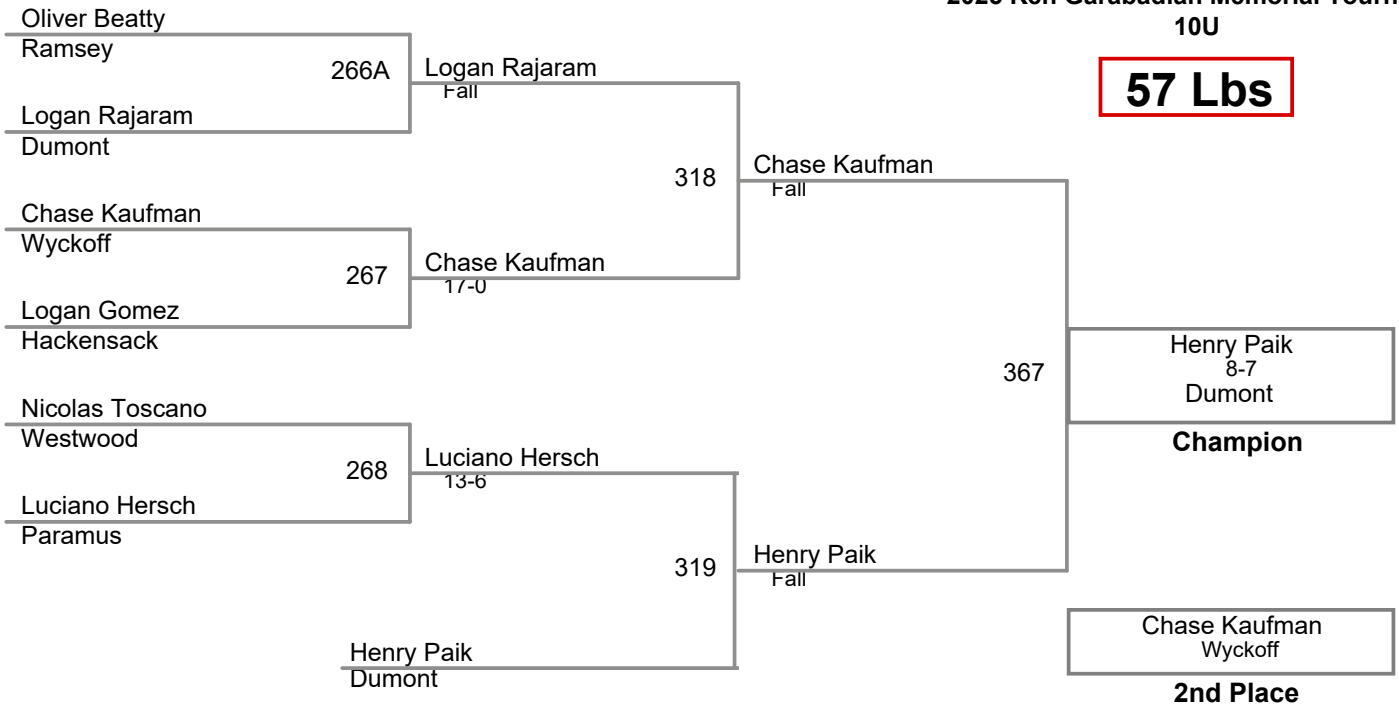 10U
57 Lbs
Oliver Beatty
Ramsey
266A
Logan Rajaram
Fall
Logan Rajaram
Dumont
318
Chase Kaufman
Fall
Chase Kaufman
Wyckoff
267
Chase Kaufman
17-0
Logan Gomez
Hackensack
367
Henry Paik
8-7
Dumont
Champion
Nicolas Toscano
Westwood
268
Luciano Hersch
13-6
Luciano Hersch
Paramus
319
Henry Paik
Fall
Henry Paik
Dumont
Chase Kaufman
Wyckoff
2nd Place